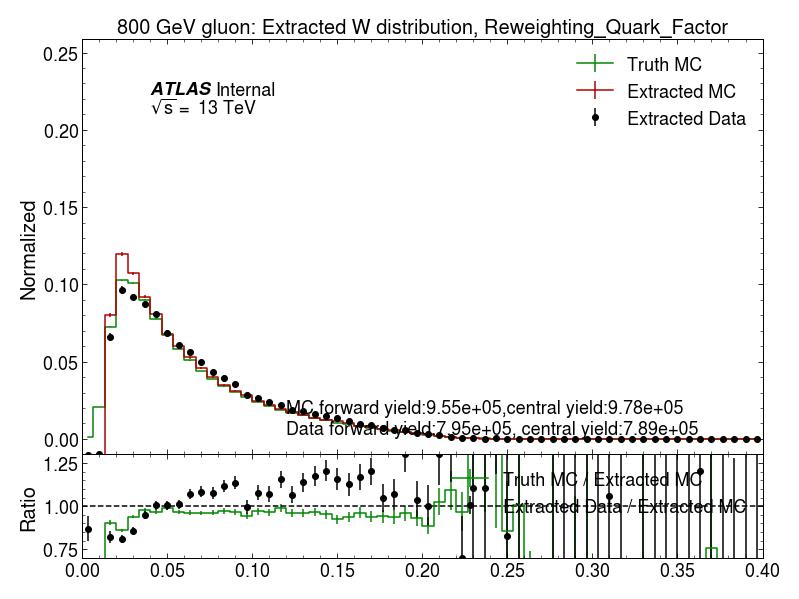 800 GeV gluon: Extracted W distribution, Reweighting_Quark_Factor
0.25
Truth MC
Extracted MC
Extracted Data
ATLAS Internal
√s = 13 TeV
0.20
0.15
Normalized
0.10
0.05
MC forward yield:9.55e+05,central yield:9.78e+05
Data forward yield:7.95e+05, central yield:7.89e+05
0.00
1.25
Truth MC / Extracted MC
Extracted Data / Extracted MC
Ratio
1.00
0.75
0.00 0.05 0.10 0.15 0.20 0.25 0.30 0.35 0.40